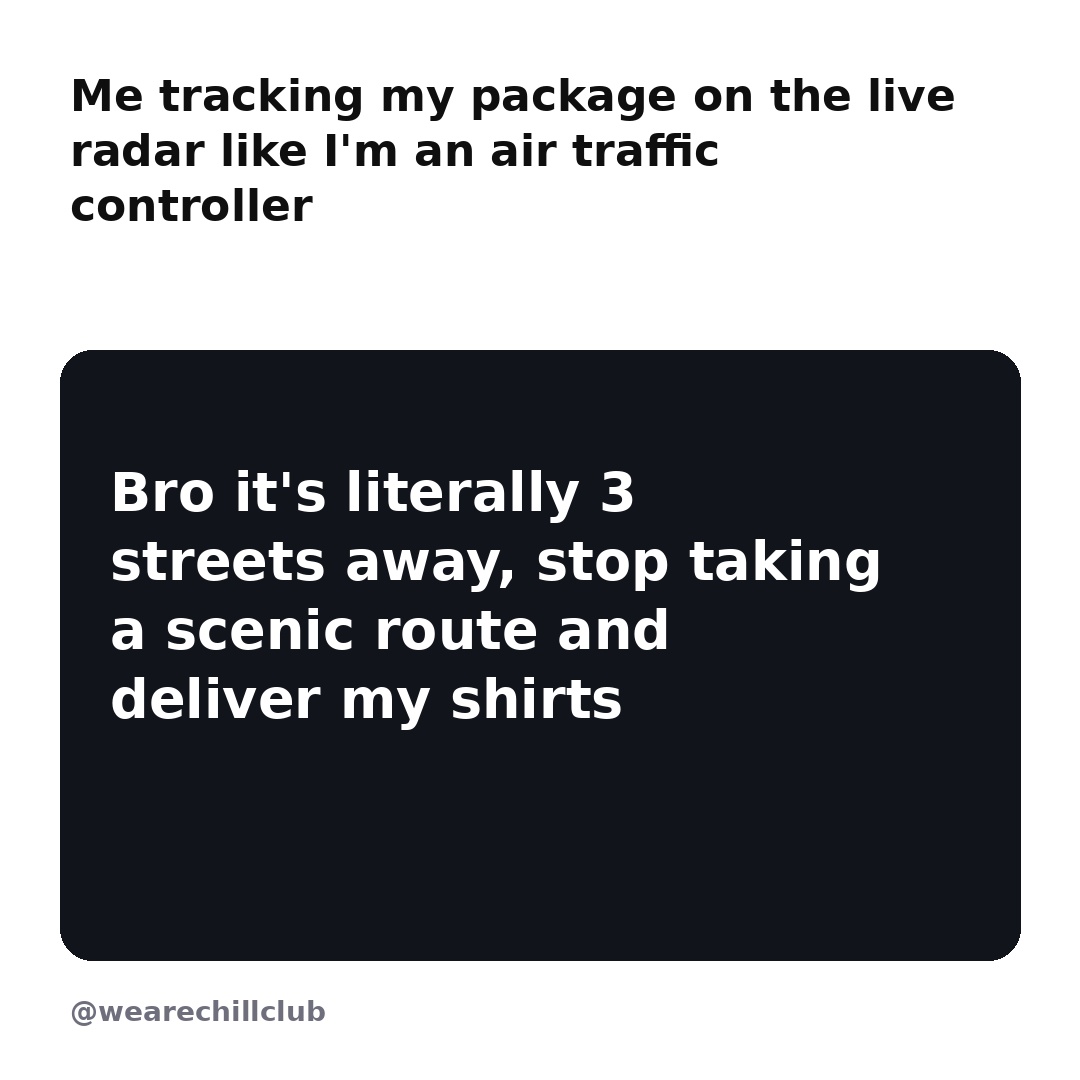 Me tracking my package on the live
radar like I'm an air traffic
controller
Bro it's literally 3
streets away, stop taking
a scenic route and
deliver my shirts
@wearechillclub